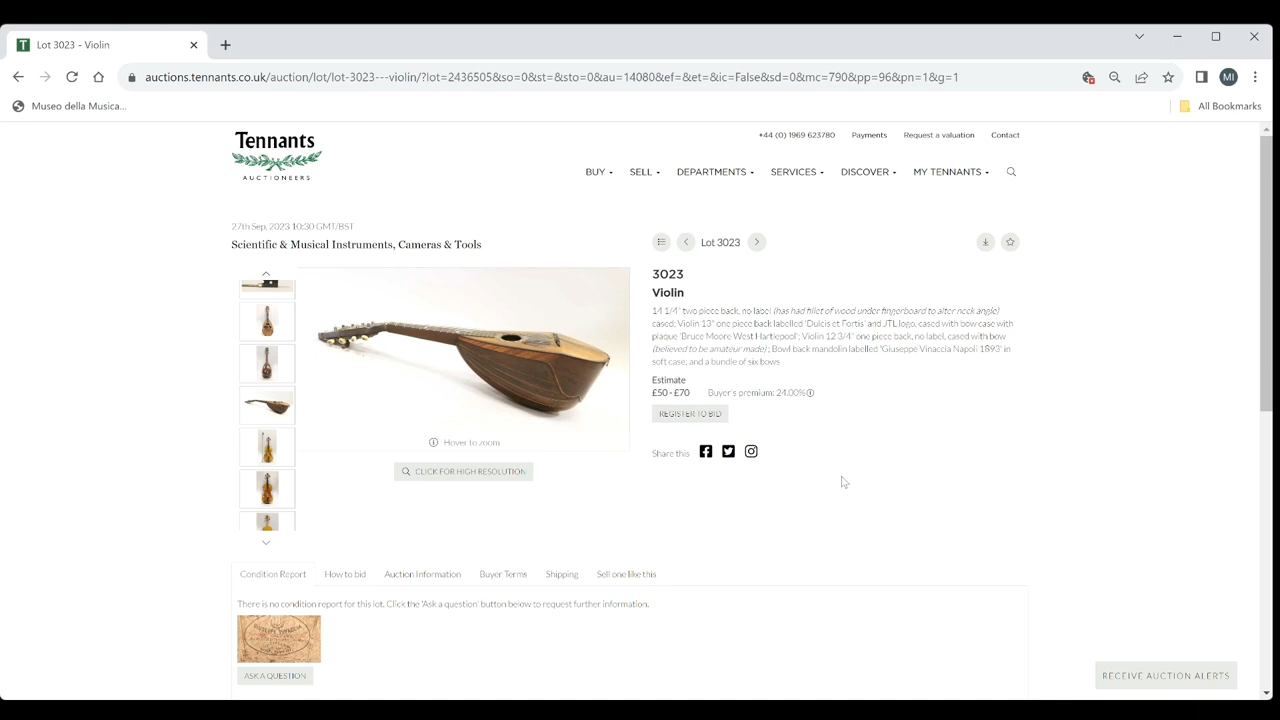 Lot 3023 - Violin
auctions.tennants.co.uk/auction/lot/lot-3023---violin/?lot=2436505&so=0&st=&sto=0&au=14080&ef=&et=&ic=False&sd=0&mc=790&pp=96&pn=1&g=1
MI
Museo della Musica...
All Bookmarks
Tennants
AUCTIONEERS
+44 (0) 1969 623780 Payments Request a valuation Contact
BUY SELL DEPARTMENTS SERVICES DISCOVER MY TENNANTS
27th Sep, 2023 10:30 GMT/BST
Scientific & Musical Instruments, Cameras & Tools
Lot 3023
3023
Violin
14 1/4" two piece back, no label (has had fillet of wood under fingerboard to alter neck angle)
cased; Violin 13" one piece back labelled 'Dulcis et Fortis' and JTL logo, cased with bow case with
plaque 'Bruce Moore West Hartlepool'; Violin 12 3/4" one piece back, no label, cased with bow
(believed to be amateur made); Bowl back mandolin labelled 'Giuseppe Vinaccia Napoli 1893' in
soft case; and a bundle of six bows
Estimate
£50 - £70 Buyer's premium: 24.00%
REGISTER TO BID
Share this
Hover to zoom
CLICK FOR HIGH RESOLUTION
Condition Report How to bid Auction Information Buyer Terms Shipping Sell one like this
There is no condition report for this lot. Click the 'Ask a question' button below to request further information.
ASK A QUESTION
RECEIVE AUCTION ALERTS